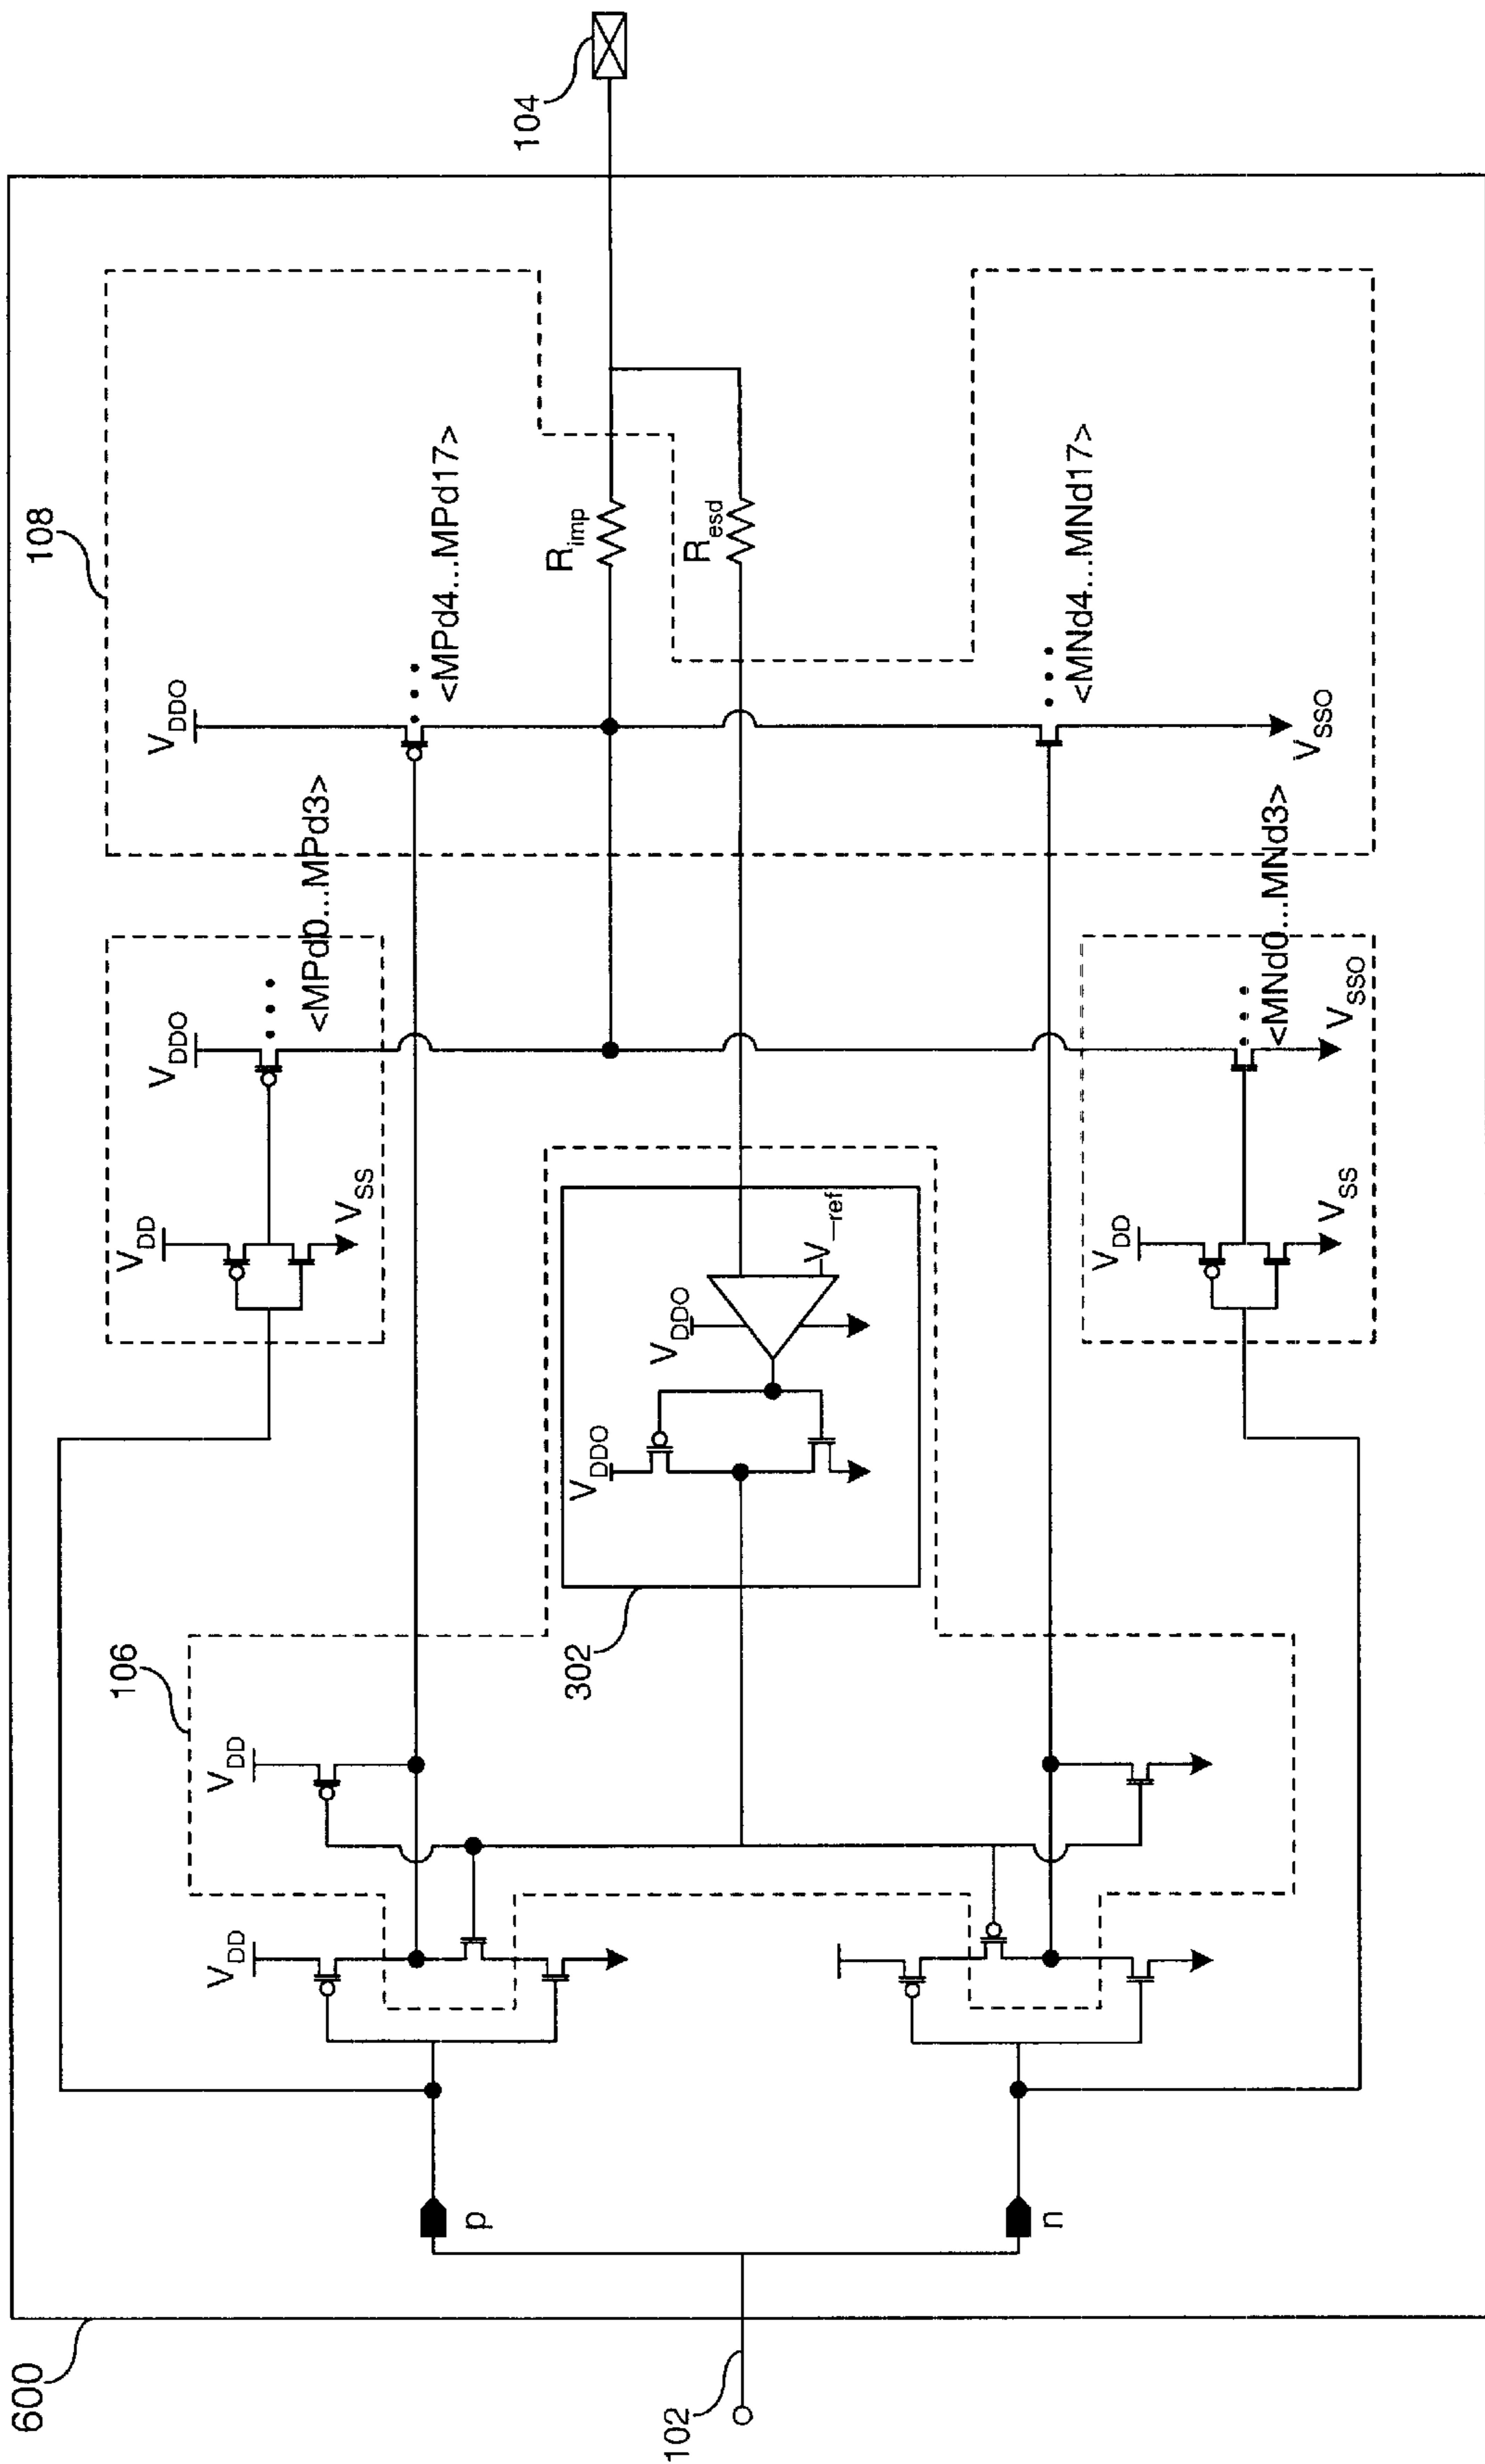 600
102
p
n
106
V_DD
V_DD
302
V_DDO
V_DDO
V_ref
V_DD
V_SS
V_DDO
<MPd0...MPd3>
V_DD
V_SS
<MNd0...MNd3>
V_SSO
108
V_DDO
<MPd4...MPd17>
R_imp
R_esd
<MNd4...MNd17>
V_SSO
104